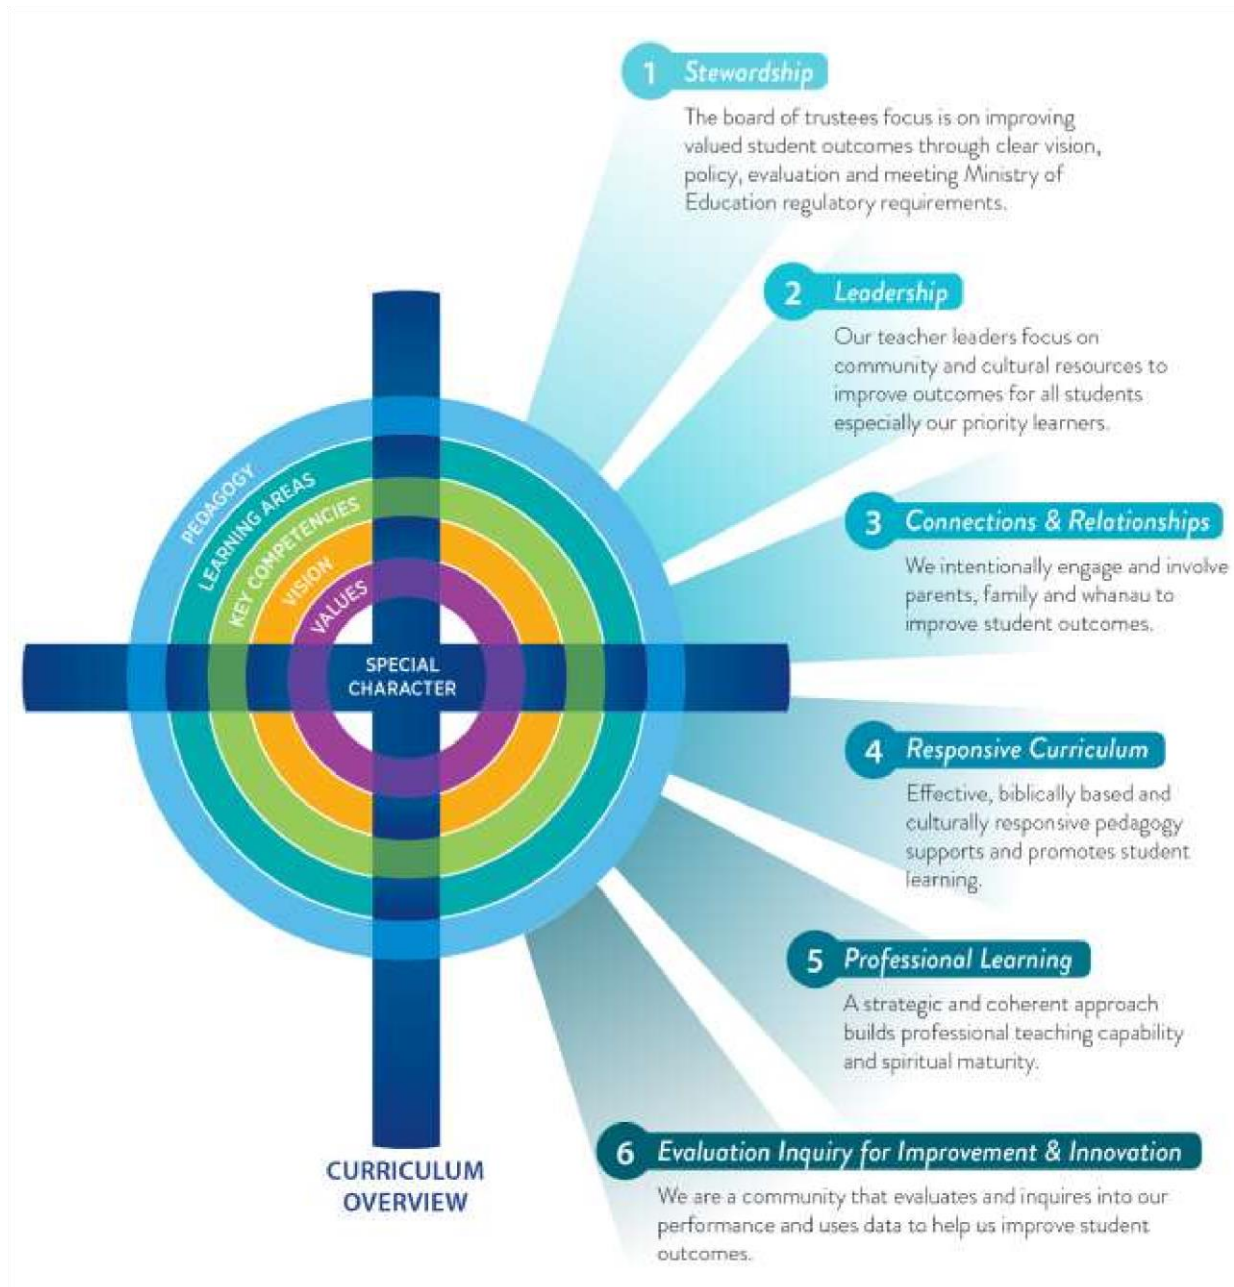 1 Stewardship
The board of trustees focus is on improving
valued student outcomes through clear vision,
policy, evaluation and meeting Ministry of
Education regulatory requirements.
2 Leadership
Our teacher leaders focus on
community and cultural resources to
improve outcomes for all students
especially our priority learners.
3 Connections & Relationships
We intentionally engage and involve
parents, family and whanau to
improve student outcomes.
4 Responsive Curriculum
Effective, biblically based and
culturally responsive pedagogy
supports and promotes student
learning.
5 Professional Learning
A strategic and coherent approach
builds professional teaching capability
and spiritual maturity.
6 Evaluation Inquiry for Improvement & Innovation
We are a community that evaluates and inquires into our
performance and uses data to help us improve student
outcomes.
PEDAGOGY
LEARNING AREAS
KEY COMPETENCIES
VISION
VALUES
SPECIAL
CHARACTER
CURRICULUM
OVERVIEW